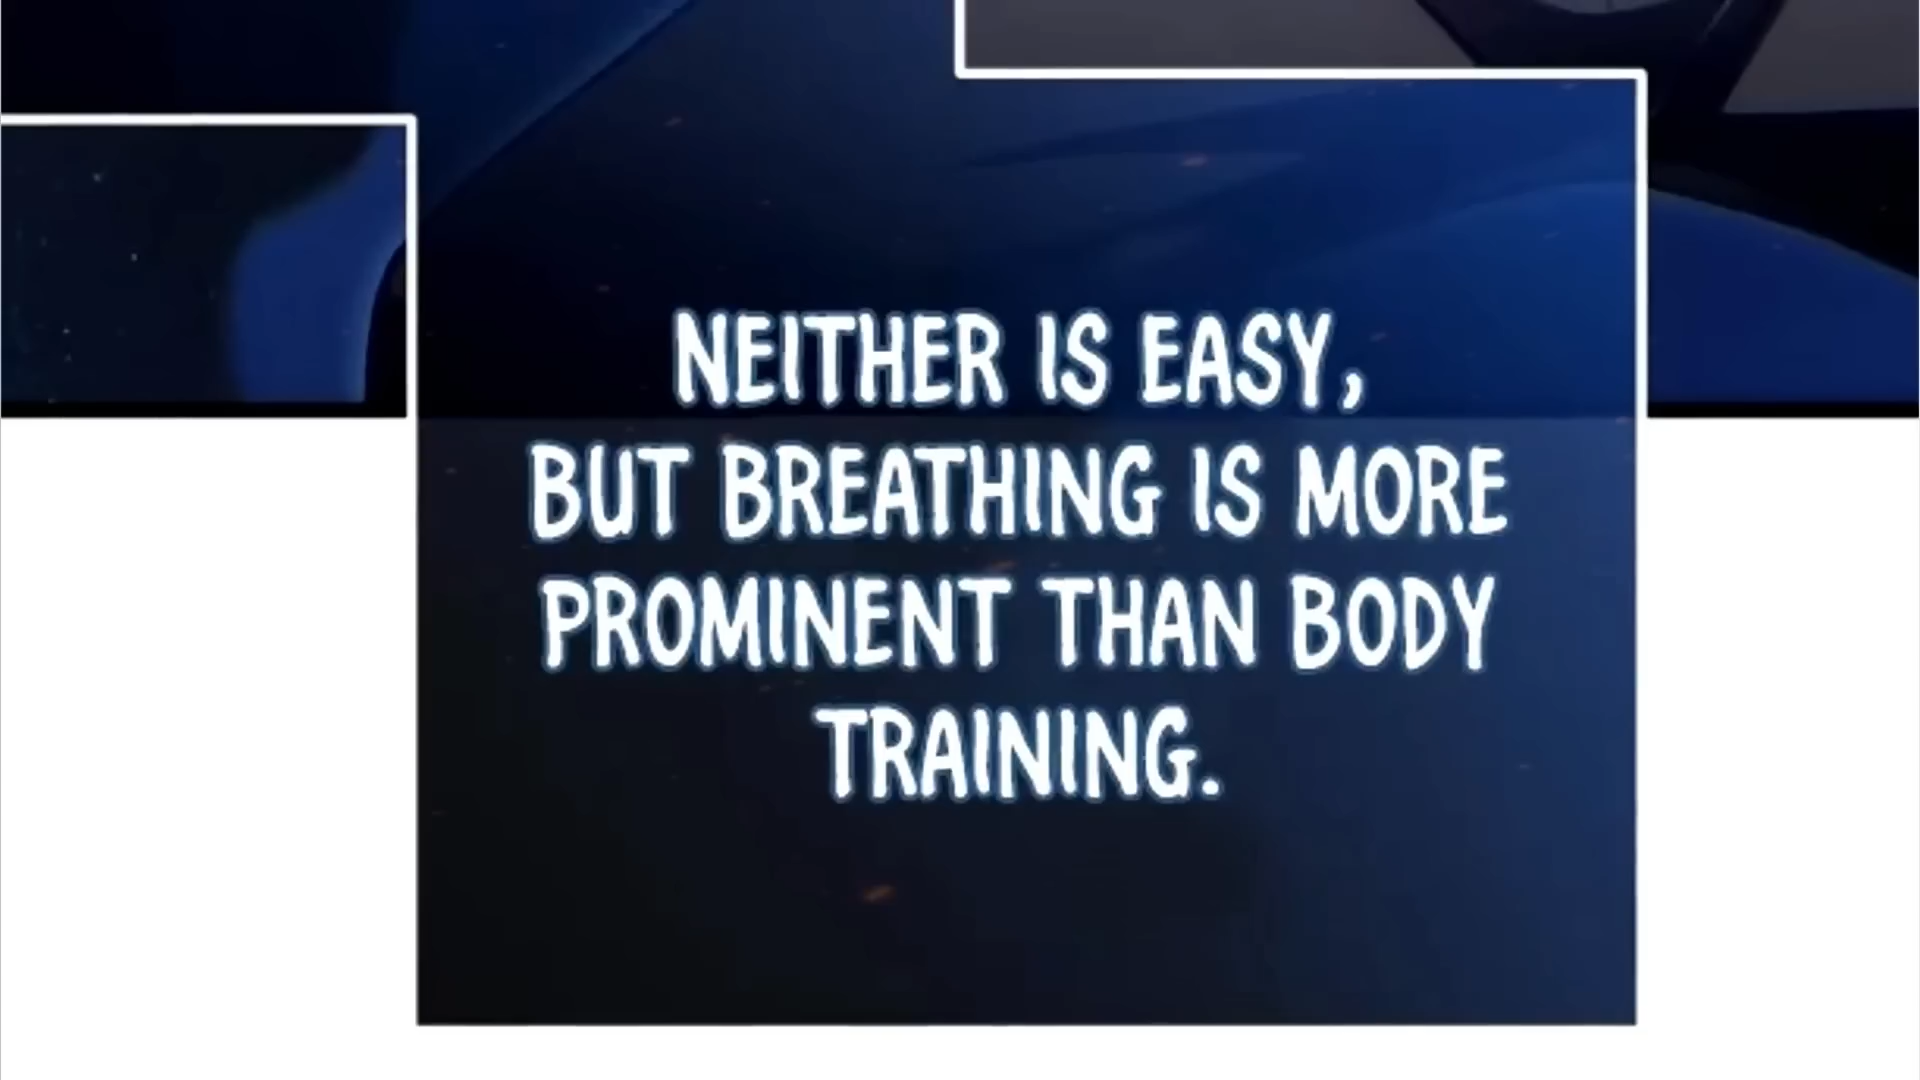 NEITHER IS EASY,
BUT BREATHING IS MORE
PROMINENT THAN BODY
TRAINING.